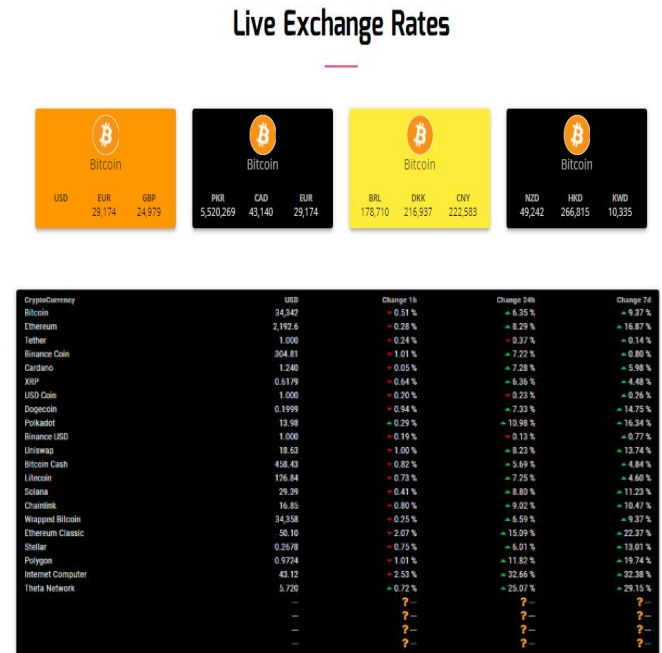 Live Exchange Rates
Bitcoin Bitcoin Bitcoin Bitcoin
USD EUR GBP PKR CAD EUR BRL DKK CNY NZD HKD KWD
29,174 24,979 5,520,269 43,140 29,174 178,710 216,937 222,583 49,242 266,815 10,335
CryptoCurrency USD Change 1h Change 24h Change 7d
Bitcoin 34,342 0.51 % 6.35 % 9.37 %
Ethereum 2,192.6 0.28 % 8.29 % 16.87 %
Tether 1.000 0.24 % 0.37 % 0.14 %
Binance Coin 304.81 1.01 % 7.22 % 0.80 %
Cardano 1.240 0.05 % 7.28 % 5.98 %
XRP 0.6179 0.64 % 6.36 % 4.48 %
USD Coin 1.000 0.20 % 0.23 % 0.26 %
Dogecoin 0.1999 0.94 % 7.33 % 14.75 %
Polkadot 13.98 0.29 % 10.98 % 16.34 %
Binance USD 1.000 0.19 % 0.13 % 0.77 %
Uniswap 18.63 1.00 % 8.23 % 13.74 %
Bitcoin Cash 458.43 0.82 % 5.69 % 4.84 %
Litecoin 126.84 0.73 % 7.25 % 4.60 %
Solana 29.39 0.41 % 8.80 % 11.23 %
Chainlink 16.85 0.80 % 9.02 % 10.47 %
Wrapped Bitcoin 34,358 0.25 % 6.59 % 9.37 %
Ethereum Classic 50.10 2.07 % 15.09 % 22.37 %
Stellar 0.2678 0.75 % 6.01 % 13.01 %
Polygon 0.9724 1.01 % 11.82 % 19.74 %
Internet Computer 43.12 2.53 % 32.66 % 32.38 %
Theta Network 5.720 0.72 % 25.07 % 29.15 %
— ? — ? — ? —
— ? — ? — ? —
— ? — ? — ? —
— ? — ? — ? —